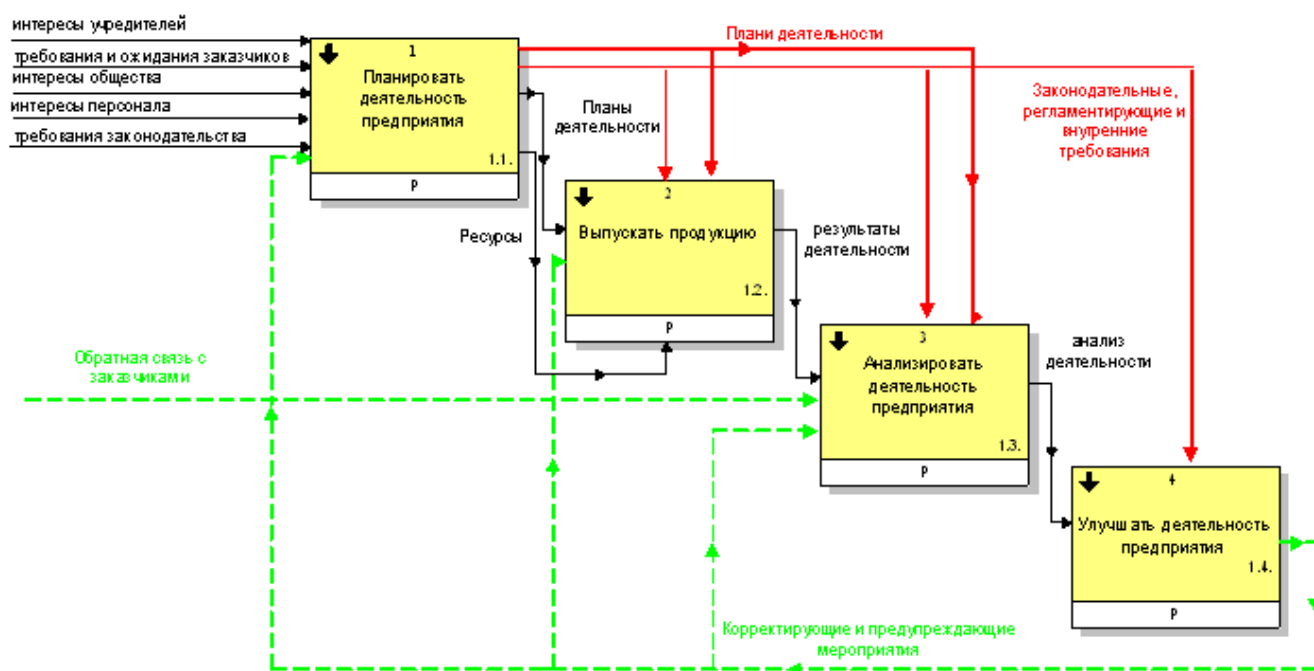 интересы учредителей
требования и ожидания заказчиков
интересы общества
интересы персонала
требования законодательства
1
Планировать
деятельность
предприятия
1.1.
P
Плани деятельности
Законодательные,
регламентирующие и
внутренние
требования
Планы
деятельности
Ресурсы
2
Выпускать продукцию
1.2.
P
результаты
деятельности
Обратная связь с
заказчиками
3
Анализировать
деятельность
предприятия
1.3.
P
анализ
деятельности
4
Улучшать деятельность
предприятия
1.4.
P
Корректирующие и предупреждающие
мероприятия